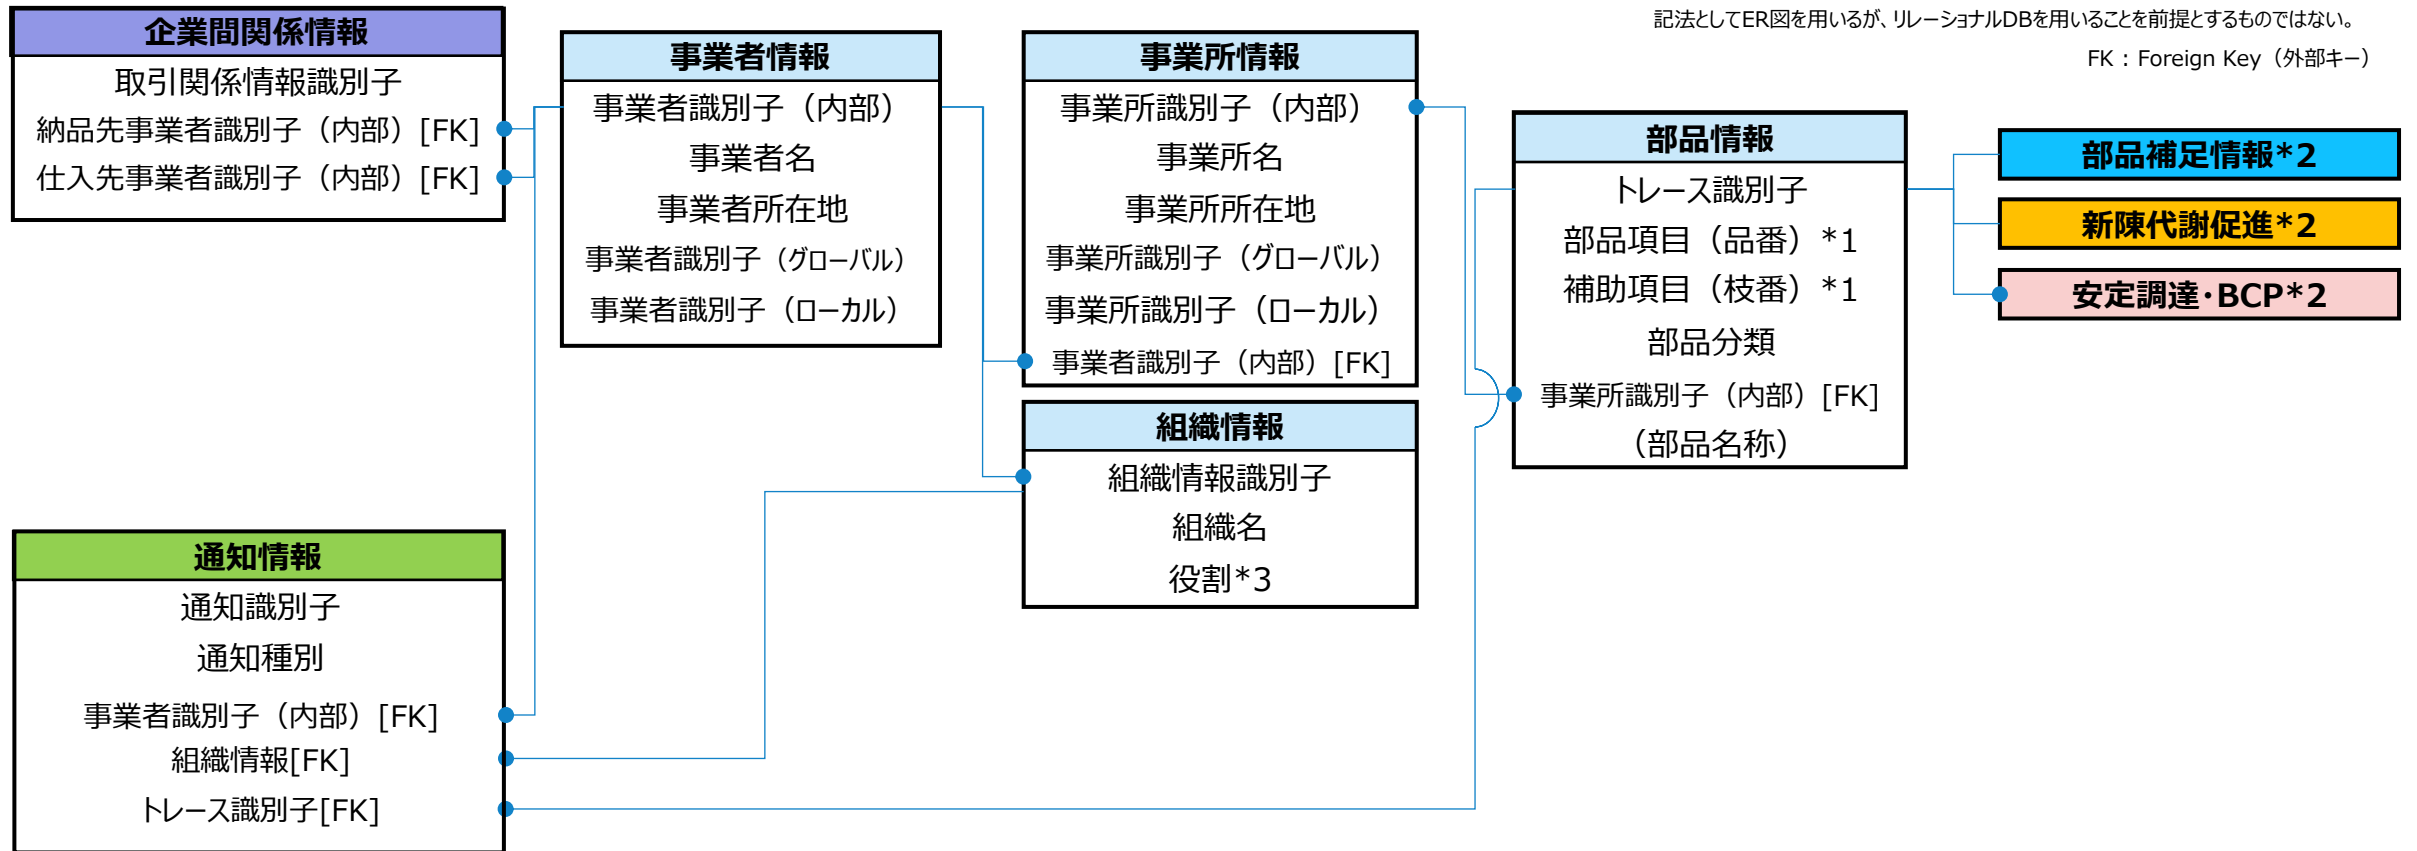 記法としてER図を用いるが、リレーショナルDBを用いることを前提とするものではない。
FK：Foreign Key（外部キー）
企業間関係情報
取引関係情報識別子
納品先事業者識別子（内部）[FK]
仕入先事業者識別子（内部）[FK]
事業者情報
事業者識別子（内部）
事業者名
事業者所在地
事業者識別子（グローバル）
事業者識別子（ローカル）
事業所情報
事業所識別子（内部）
事業所名
事業所所在地
事業所識別子（グローバル）
事業所識別子（ローカル）
事業者識別子（内部）[FK]
組織情報
組織情報識別子
組織名
役割*3
部品情報
トレース識別子
部品項目（品番）*1
補助項目（枝番）*1
部品分類
事業所識別子（内部）[FK]
（部品名称）
部品補足情報*2
新陳代謝促進*2
安定調達・BCP*2
通知情報
通知識別子
通知種別
事業者識別子（内部）[FK]
組織情報[FK]
トレース識別子[FK]